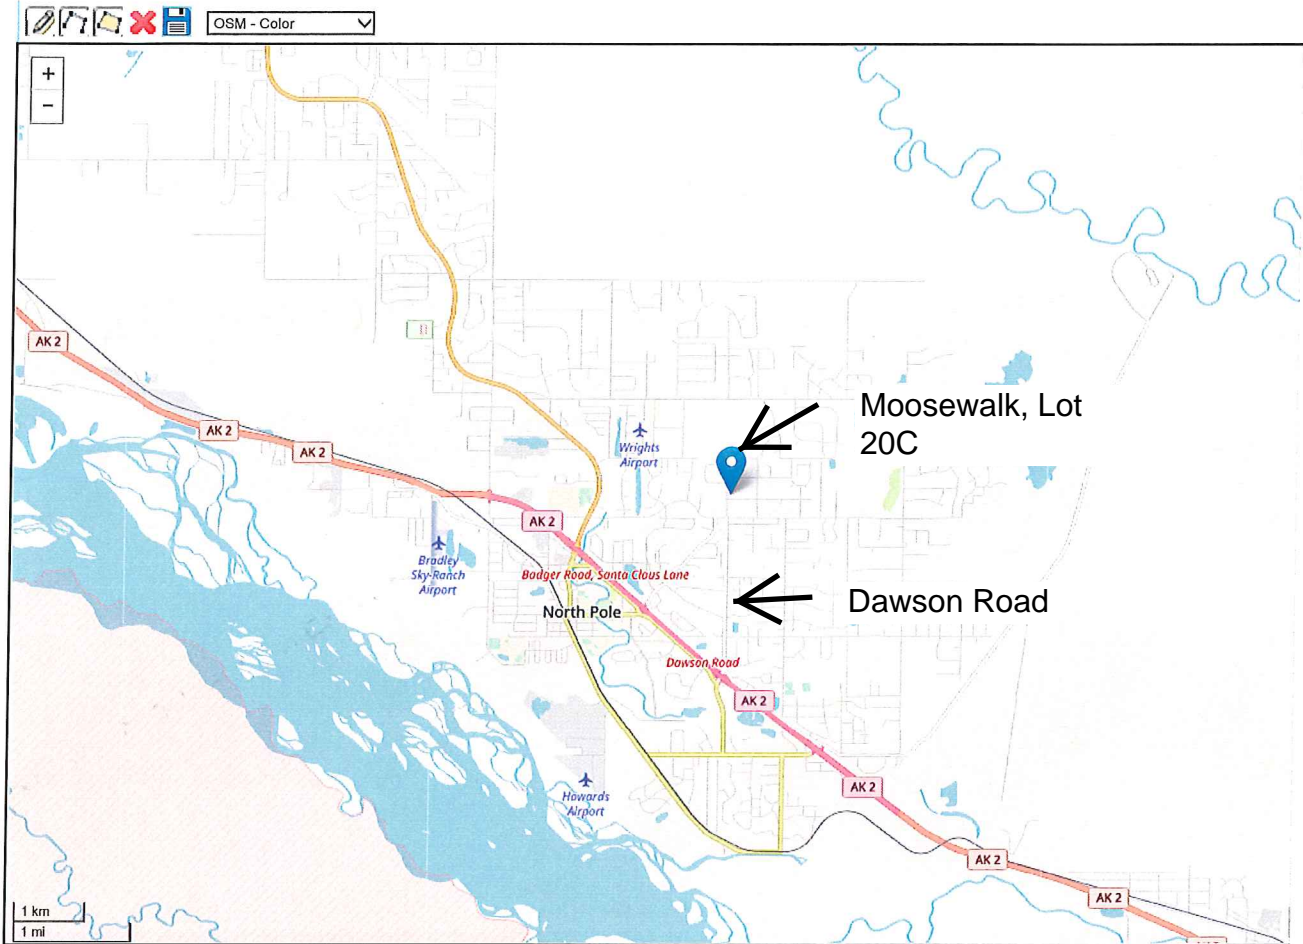 OSM - Color
+
−
AK 2
AK 2
AK 2
Wrights
Airport
Moosewalk, Lot
20C
AK 2
Bradley
Sky-Ranch
Airport
Badger Road, Santa Claus Lane
North Pole
Dawson Road
Dawson Road
AK 2
Howards
Airport
AK 2
AK 2
AK 2
1 km
1 mi